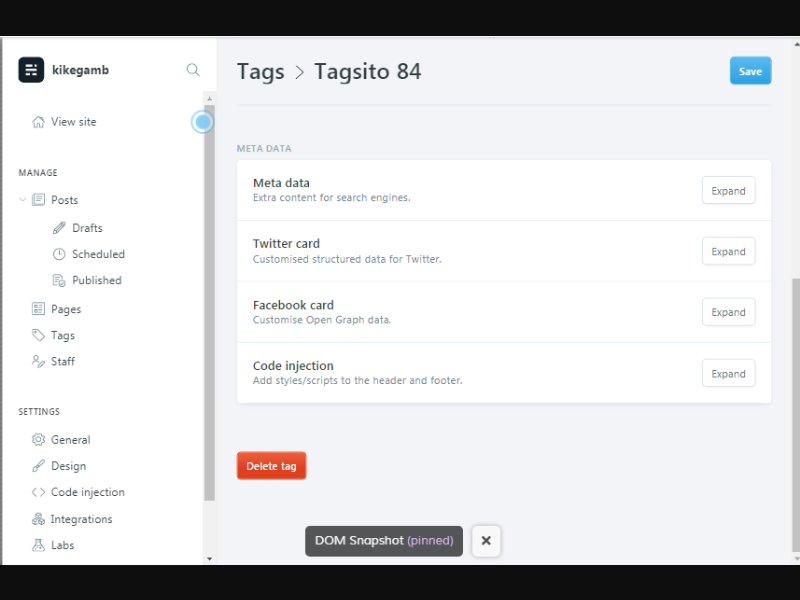 kikegamb
View site
MANAGE
Posts
Drafts
Scheduled
Published
Pages
Tags
Staff
SETTINGS
General
Design
Code injection
Integrations
Labs
Tags > Tagsito 84
Save
META DATA
Meta data
Extra content for search engines.
Expand
Twitter card
Customised structured data for Twitter.
Expand
Facebook card
Customise Open Graph data.
Expand
Code injection
Add styles/scripts to the header and footer.
Expand
Delete tag
DOM Snapshot (pinned)